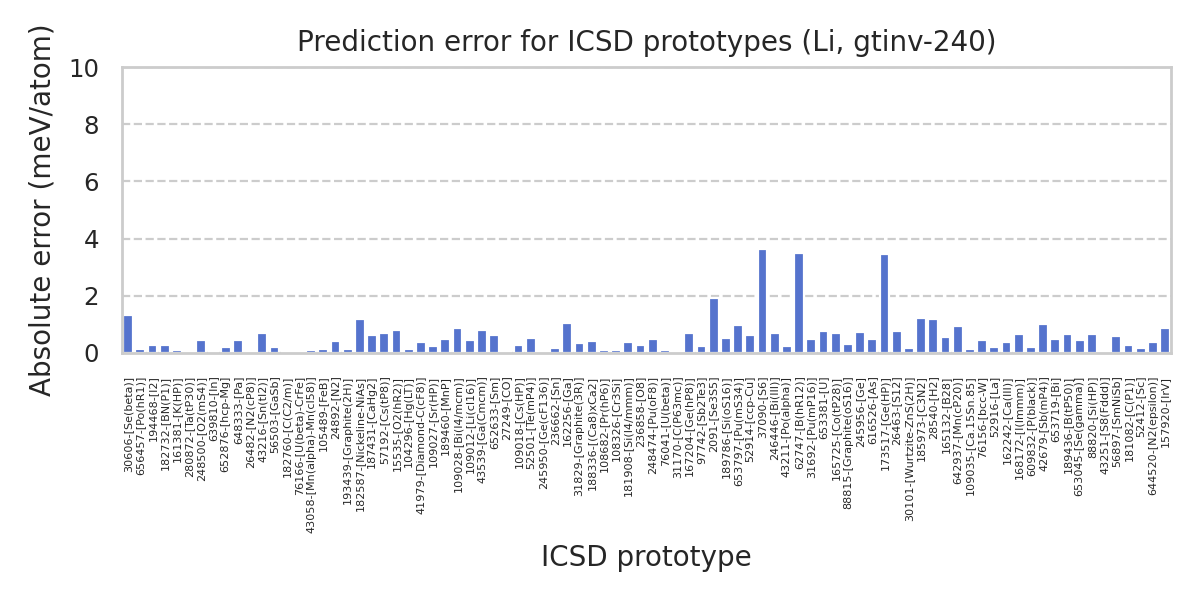 Prediction error for ICSD prototypes (Li, gtinv-240)
Absolute error (meV/atom)
10
8
6
4
2
0
306066-[Se(beta)]
656457-[Po(hR1)]
194468-[I2]
182732-[BN(P1)]
16381-[K(HP)]
280872-[Ta(tP30)]
248500-[O2(mS4)]
639810-[In]
652876-[hcp-Mg]
64833-[Pa]
26482-[N2(cP8)]
43216-[Sn(tI2)]
56503-[GaSb]
182760-[C(C2/m)]
76166-[U(beta)-CrFe]
43058-[Mn(alpha)-Mn(cI58)]
105489-[FeB]
24892-[N2]
193439-[Graphite(2H)]
182587-[Nickeline-NiAs]
187431-[CaHg2]
57192-[Cs(tP8)]
15535-[O2(hR2)]
104296-[Hg(LT)]
41979-[Diamond-C(cF8)]
109027-[Sr(HP)]
189460-[MnP]
109028-[Bi(I4/mcm)]
109012-[Li(cI16)]
43539-[Ga(Cmcm)]
652633-[Sm]
27249-[CO]
109018-[Cs(HP)]
52501-[Te(mP4)]
245950-[Ge(cF136)]
236662-[Sn]
162256-[Ga]
31829-[Graphite(3R)]
188336-[(Ca8)xCa2]
108682-[Pr(hP6)]
108326-[Cr3Si]
181908-[Si(I4/mmm)]
236858-[O8]
248474-[Pu(oF8)]
76041-[U(beta)]
31170-[C(P63mc)]
167204-[Ge(hP8)]
97742-[Sb2Te3]
2091-[Se3S5]
189786-[Si(oS16)]
653797-[Pu(mS34)]
52914-[ccp-Cu]
37090-[S6]
246446-[Bi(III)]
43211-[Po(alpha)]
62747-[B(hR12)]
31692-[Pu(mP16)]
653381-[U]
165725-[Co(tP28)]
88815-[Graphite(oS16)]
245956-[Ge]
616526-[As]
173517-[Ge(HP)]
26463-[S12]
30101-[Wurtzite-ZnS(2H)]
185973-[C3N2]
28540-[H2]
165132-[B28]
642937-[Mn(cP20)]
109035-[Ca.15Sn.85]
76156-[bcc-W]
52916-[La]
162242-[Ca(III)]
168172-[I(Immm)]
609832-[P(black)]
653719-[Bi]
42679-[Sb(mP4)]
189436-[B(tP50)]
653045-[Se(gamma)]
88820-[Si(HP)]
43251-[S8(Fddd)]
56897-[SmNiSb]
181082-[C(P1)]
52412-[Sc]
644520-[N2(epsilon)]
157920-[IrV]
ICSD prototype